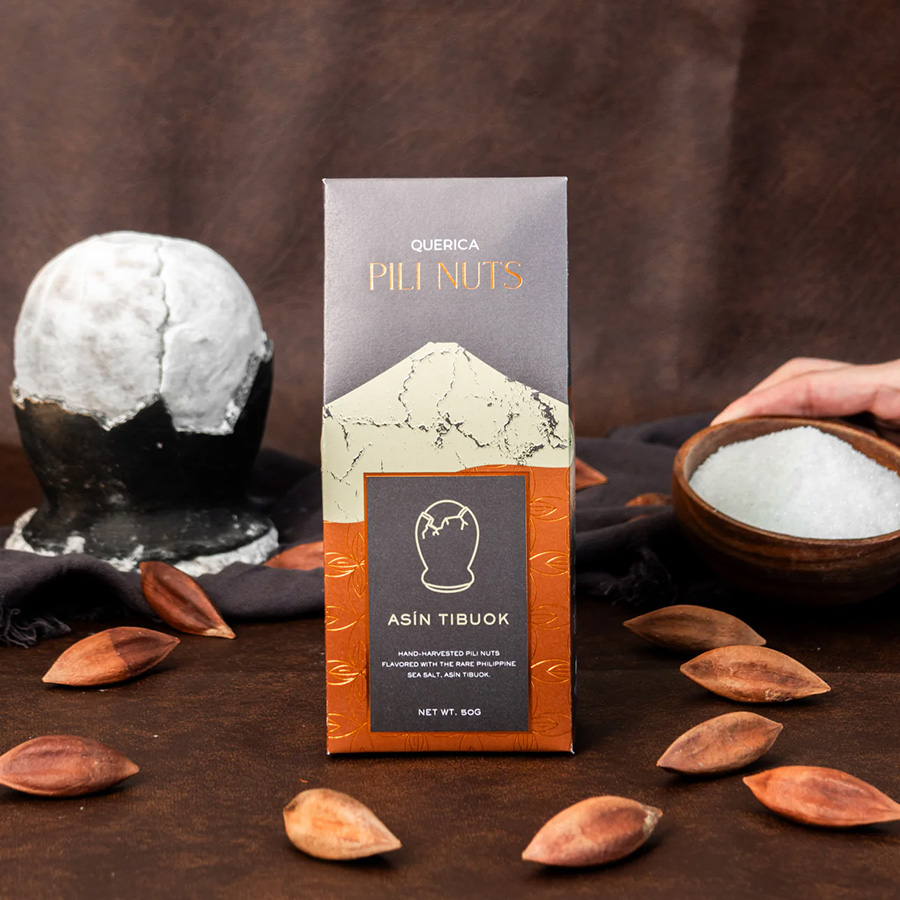 QUERICA
PILI NUTS
ASÍN TIBUOK
HAND-HARVESTED PILI NUTS
FLAVORED WITH THE RARE PHILIPPINE
SEA SALT, ASÍN TIBUOK.
NET WT. 50G